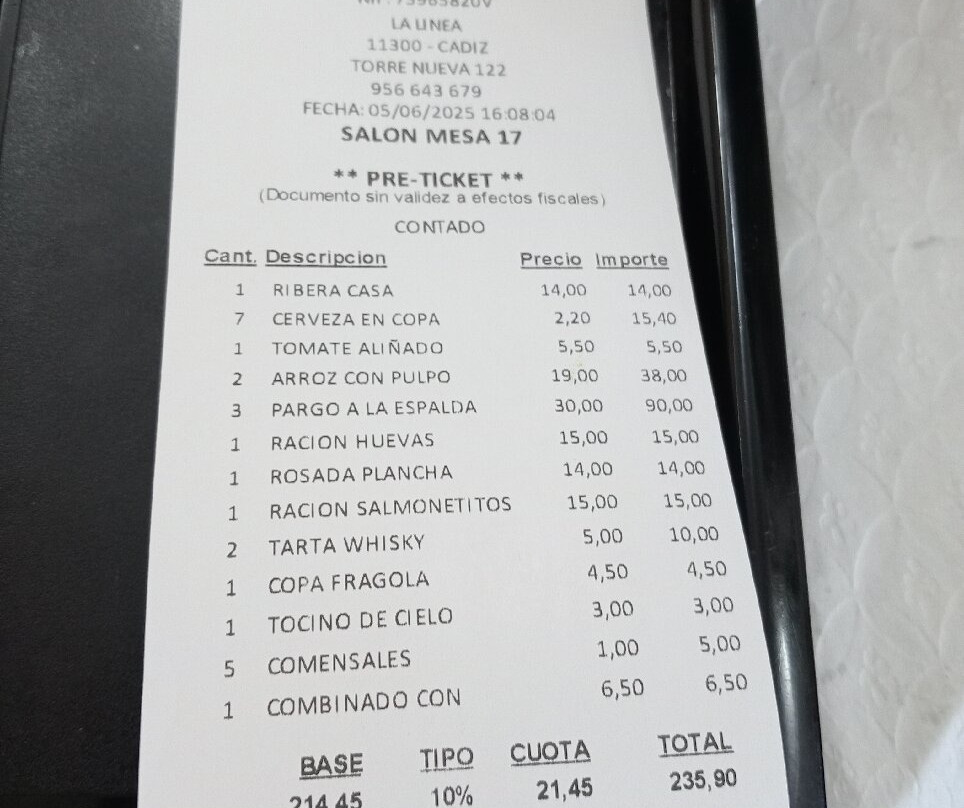 LA LINEA
11300 - CADIZ
TORRE NUEVA 122
956 643 679
FECHA: 05/06/2025 16:08:04
SALON MESA 17
** PRE-TICKET **
(Documento sin validez a efectos fiscales)
CONTADO
Cant. Descripcion Precio Importe
1 RIBERA CASA 14,00 14,00
7 CERVEZA EN COPA 2,20 15,40
1 TOMATE ALIÑADO 5,50 5,50
2 ARROZ CON PULPO 19,00 38,00
3 PARGO A LA ESPALDA 30,00 90,00
1 RACION HUEVAS 15,00 15,00
1 ROSADA PLANCHA 14,00 14,00
1 RACION SALMONETITOS 15,00 15,00
2 TARTA WHISKY 5,00 10,00
1 COPA FRAGOLA 4,50 4,50
1 TOCINO DE CIELO 3,00 3,00
5 COMENSALES 1,00 5,00
1 COMBINADO CON 6,50 6,50
BASE TIPO CUOTA TOTAL
214,45 10% 21,45 235,90